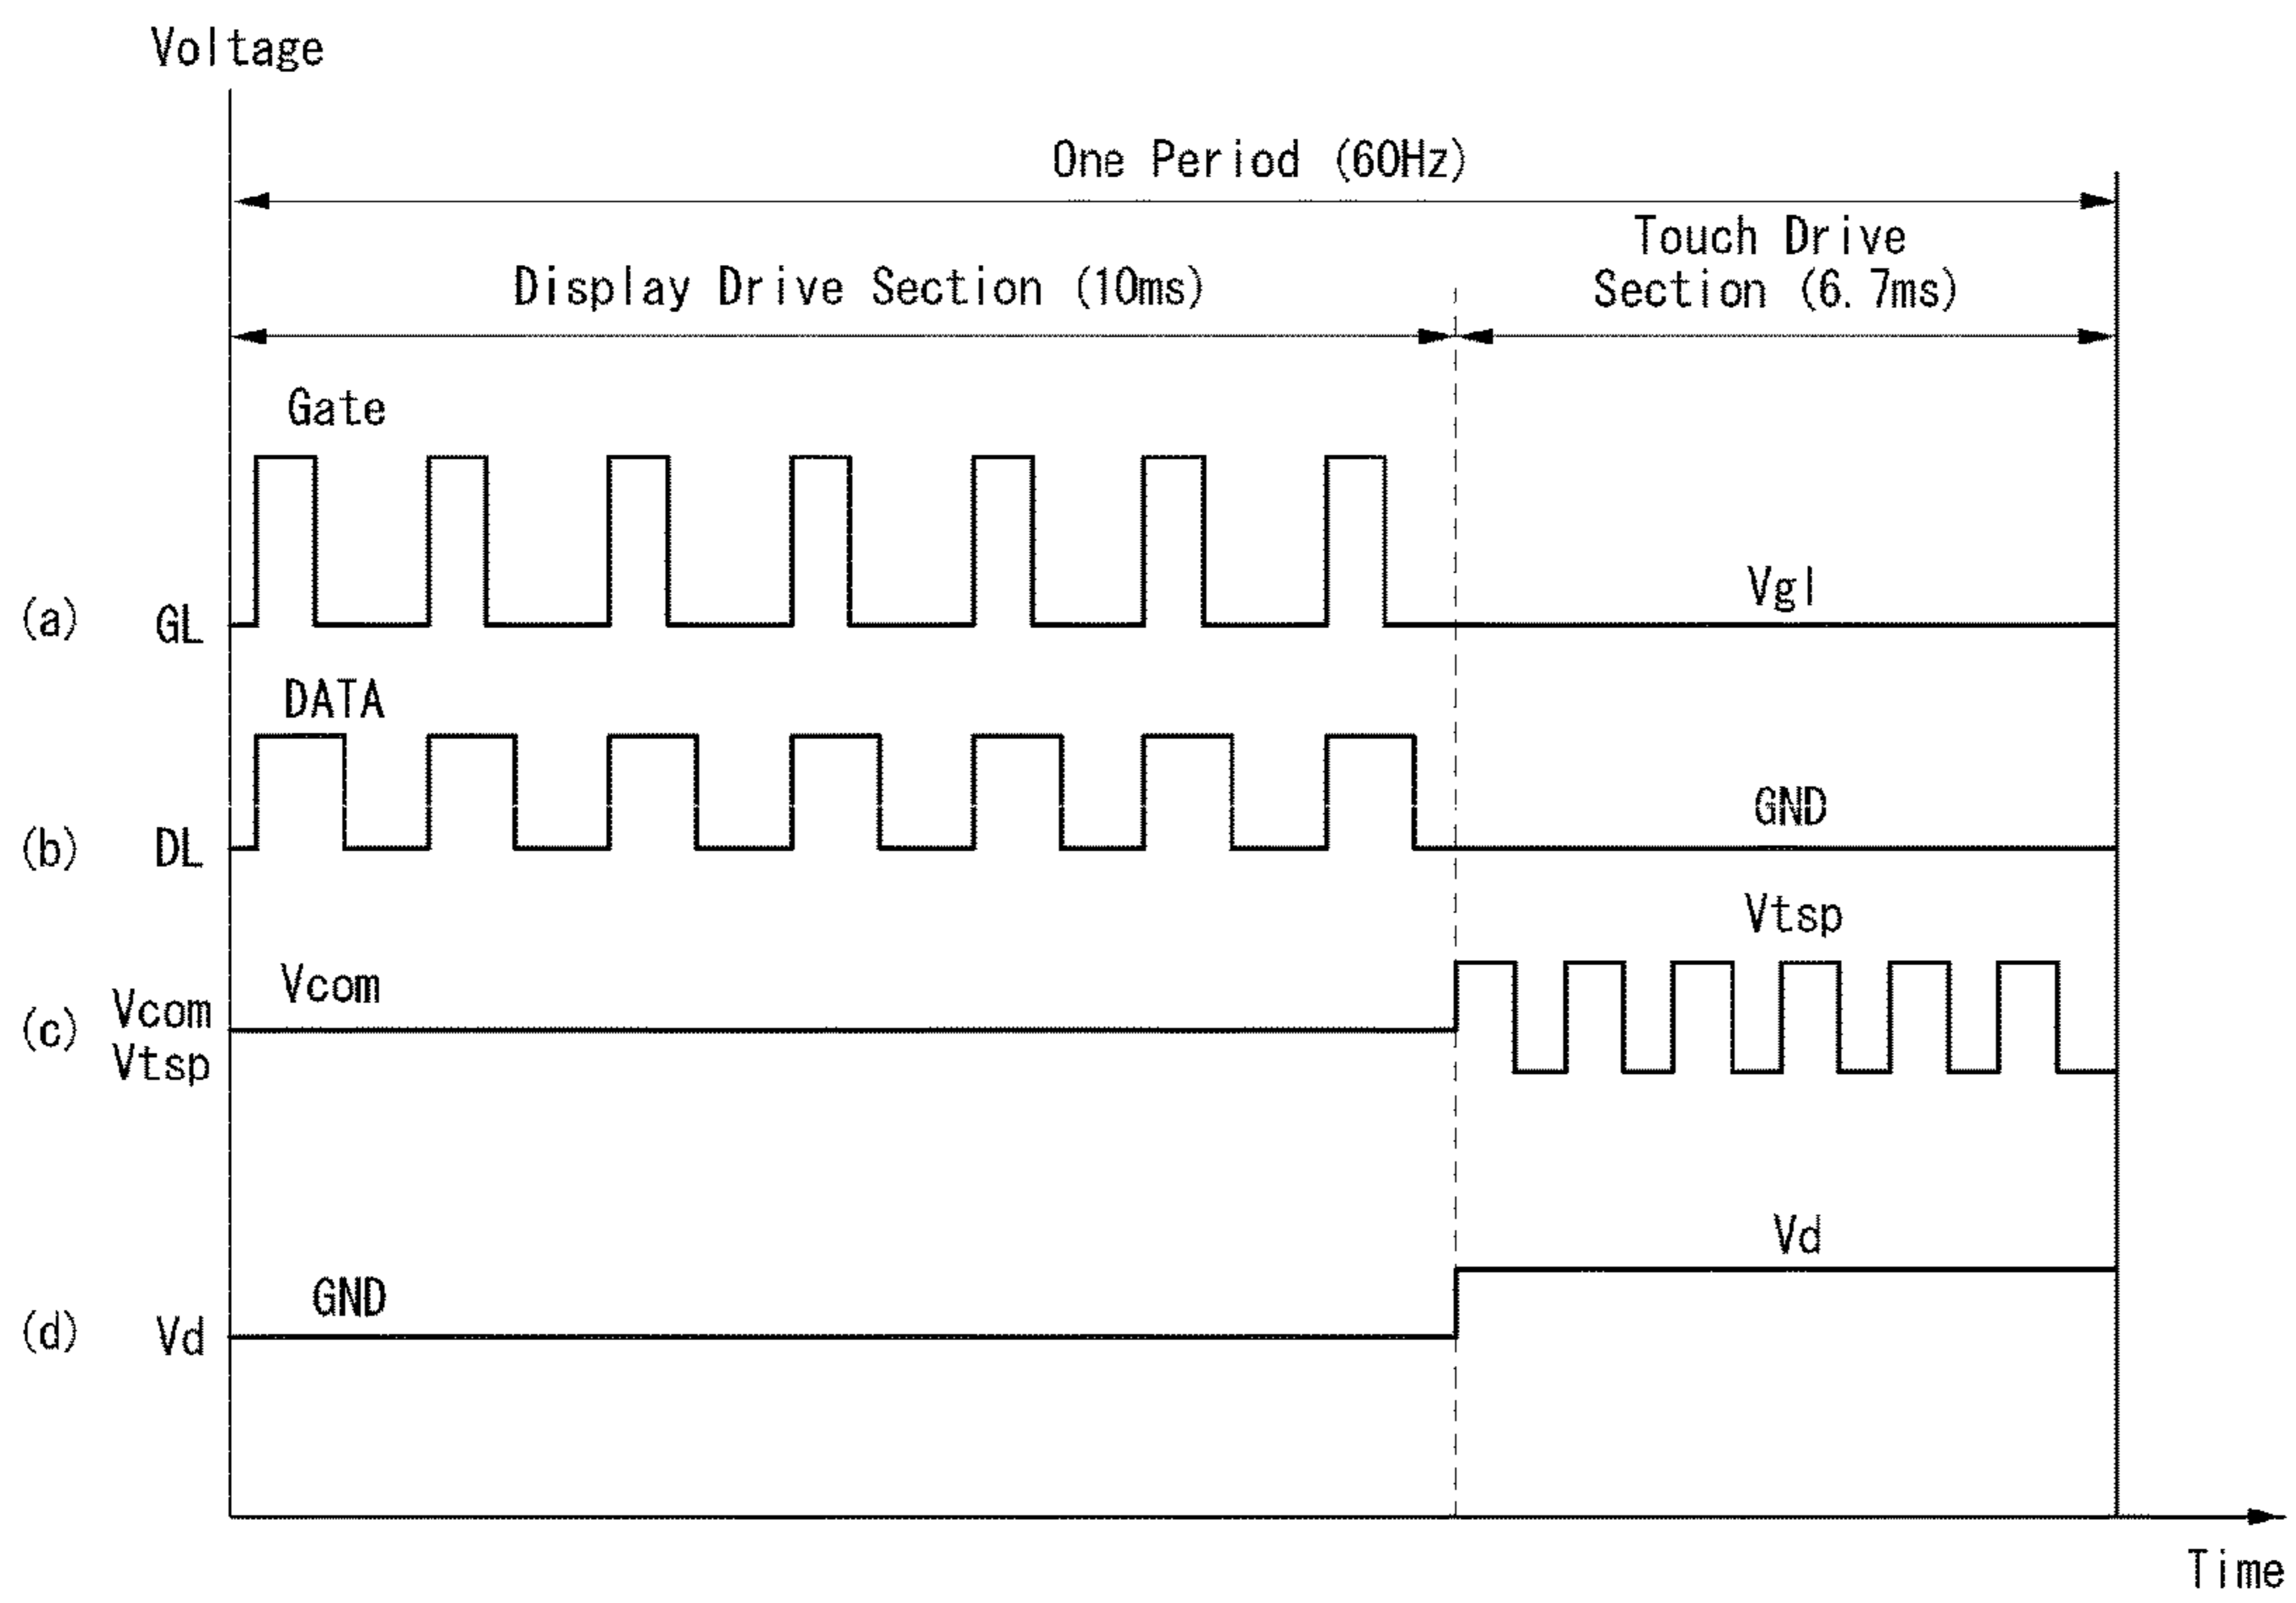 Voltage
One Period (60Hz)
Touch Drive
Section (6.7ms)
Display Drive Section (10ms)
Gate
Vgl
(a) GL
DATA
GND
(b) DL
Vtsp
Vcom
(c) Vcom
Vtsp
Vd
GND
(d) Vd
Time